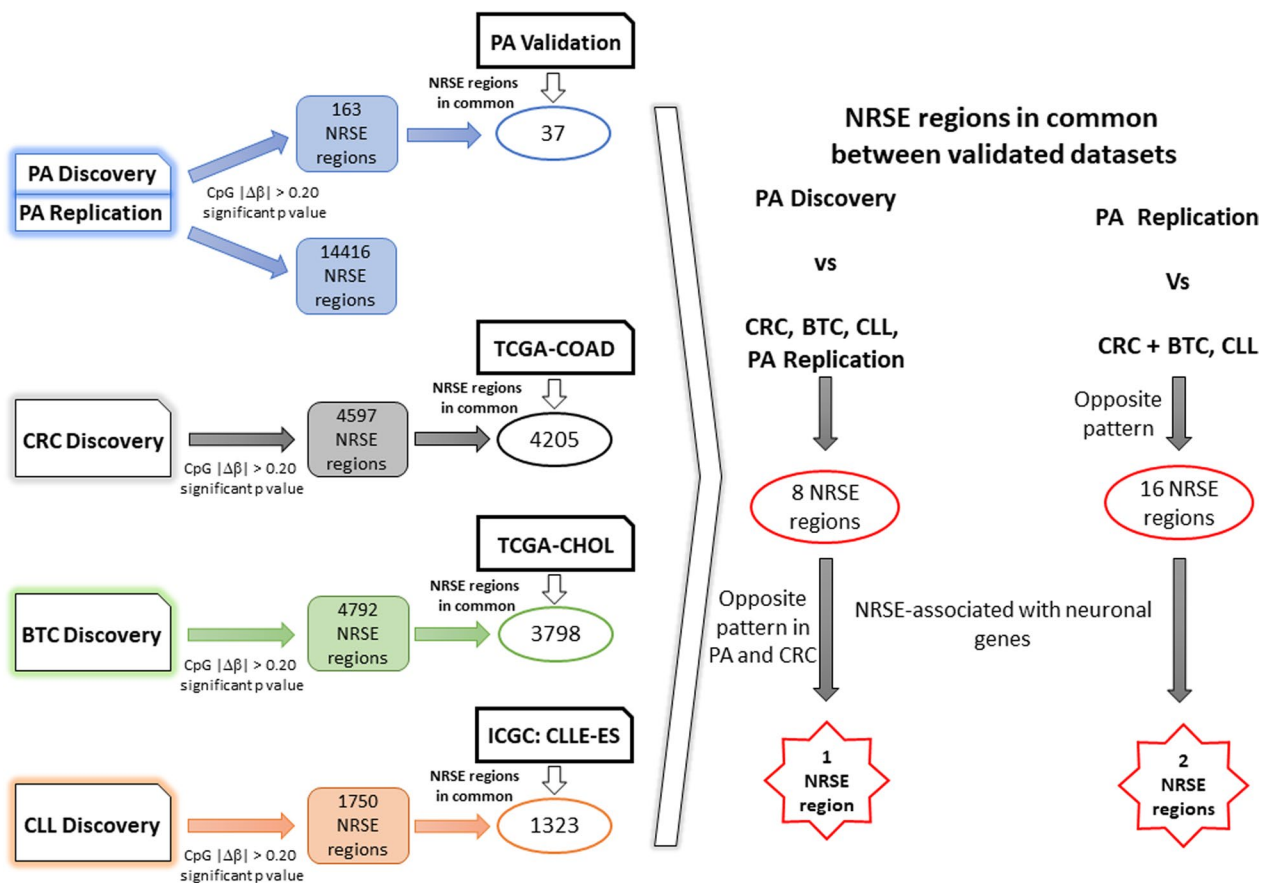 PA Validation
NRSE regions
in common
163
NRSE
regions
37
PA Discovery
PA Replication
CpG |Δβ| > 0.20
significant p value
14416
NRSE
regions
TCGA-COAD
NRSE regions
in common
CRC Discovery
4597
NRSE
regions
4205
CpG |Δβ| > 0.20
significant p value
TCGA-CHOL
NRSE regions
in common
BTC Discovery
4792
NRSE
regions
3798
CpG |Δβ| > 0.20
significant p value
ICGC: CLLE-ES
NRSE regions
in common
CLL Discovery
1750
NRSE
regions
1323
CpG |Δβ| > 0.20
significant p value
NRSE regions in common
between validated datasets
PA Discovery
vs
CRC, BTC, CLL,
PA Replication
8 NRSE
regions
Opposite
pattern in
PA and CRC
1
NRSE
region
PA Replication
Vs
CRC + BTC, CLL
Opposite
pattern
16 NRSE
regions
NRSE-associated with neuronal
genes
2
NRSE
regions